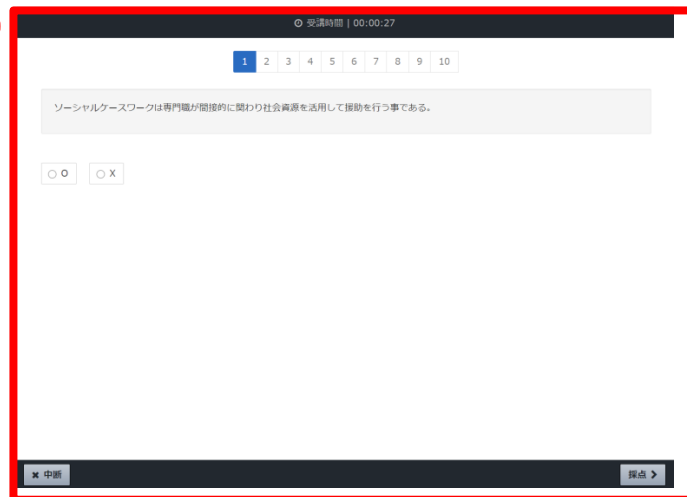 受講時間 | 00:00:27
1 2 3 4 5 6 7 8 9 10
ソーシャルケースワークは専門職が間接的に関わり社会資源を活用して援助を行う事である。
O X
✖ 中断 採点 ❯